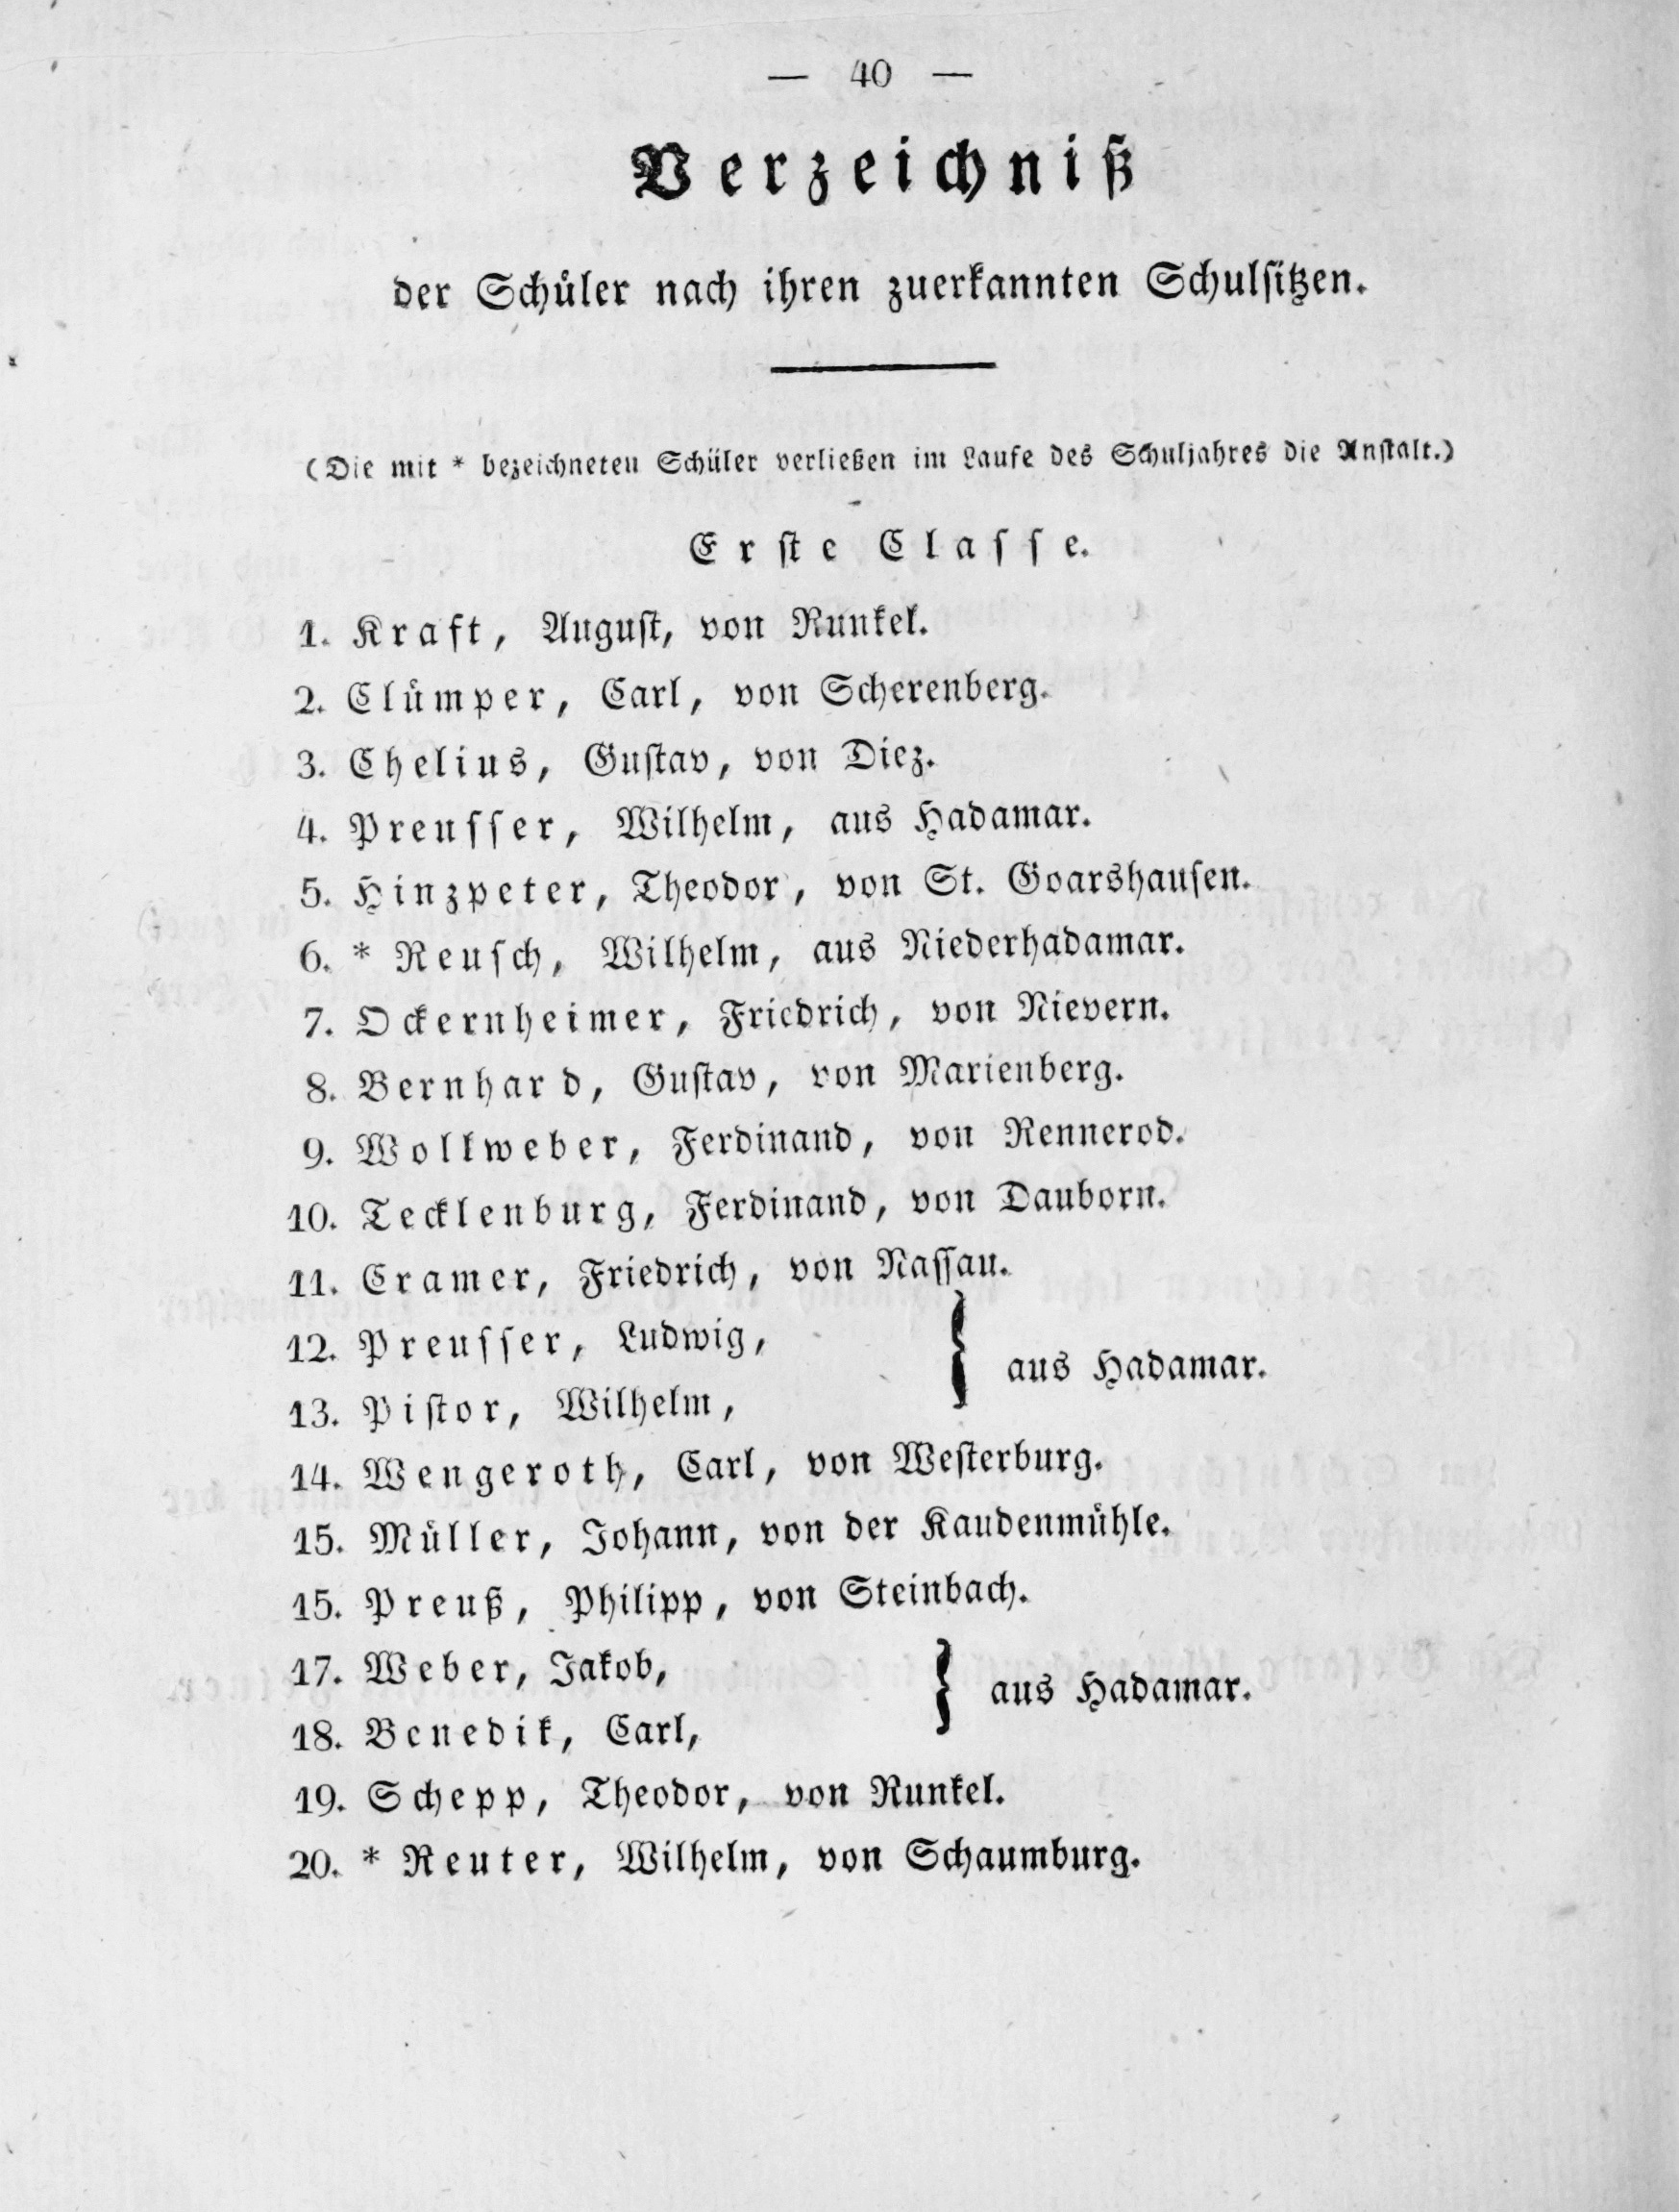 — 40 —
Verzeichniß
der Schüler nach ihren zuerkannten Schulsitzen.
(Die mit * bezeichneten Schüler verließen im Laufe des Schuljahres die Anstalt.)
Erste Classe.
1. Kraft, August, von Runkel.
2. Clümper, Carl, von Scherenberg.
3. Chelius, Gustav, von Diez.
4. Preusser, Wilhelm, aus Hadamar.
5. Hinzpeter, Theodor, von St. Goarshausen.
6. * Reusch, Wilhelm, aus Niederhadamar.
7. Ockernheimer, Friedrich, von Nievern.
8. Bernhard, Gustav, von Marienberg.
9. Wollweber, Ferdinand, von Rennerod.
10. Tecklenburg, Ferdinand, von Dauborn.
11. Cramer, Friedrich, von Nassau.
12. Preusser, Ludwig,
} aus Hadamar.
13. Pistor, Wilhelm,
14. Wengeroth, Carl, von Westerburg.
15. Müller, Johann, von der Kaudenmühle.
15. Preuß, Philipp, von Steinbach.
17. Weber, Jakob,
} aus Hadamar.
18. Benedik, Carl,
19. Schepp, Theodor, von Runkel.
20. * Reuter, Wilhelm, von Schaumburg.